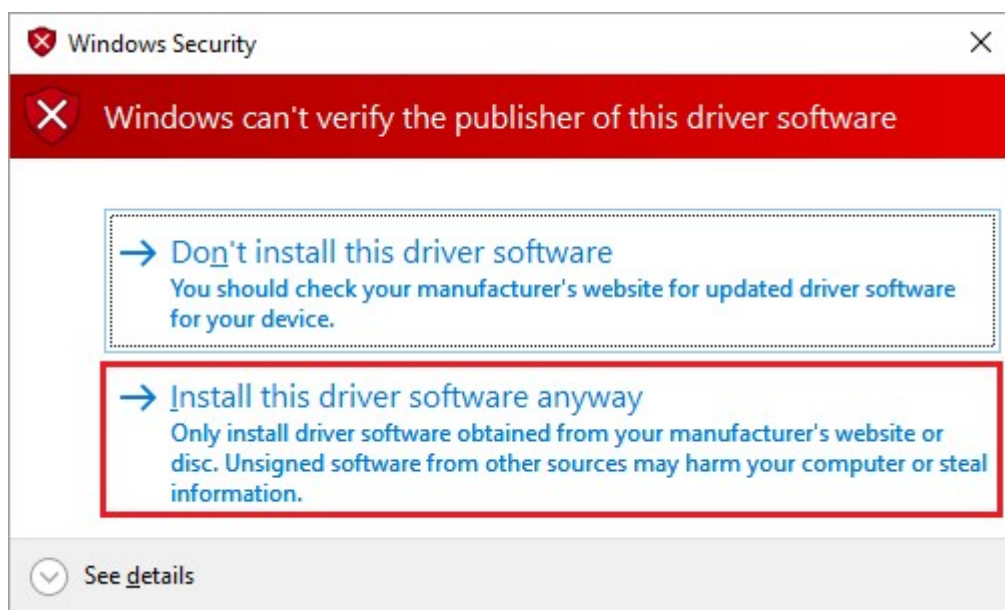 Windows Security
Windows can't verify the publisher of this driver software
Don't install this driver software
You should check your manufacturer's website for updated driver software
for your device.
Install this driver software anyway
Only install driver software obtained from your manufacturer's website or
disc. Unsigned software from other sources may harm your computer or steal
information.
See details